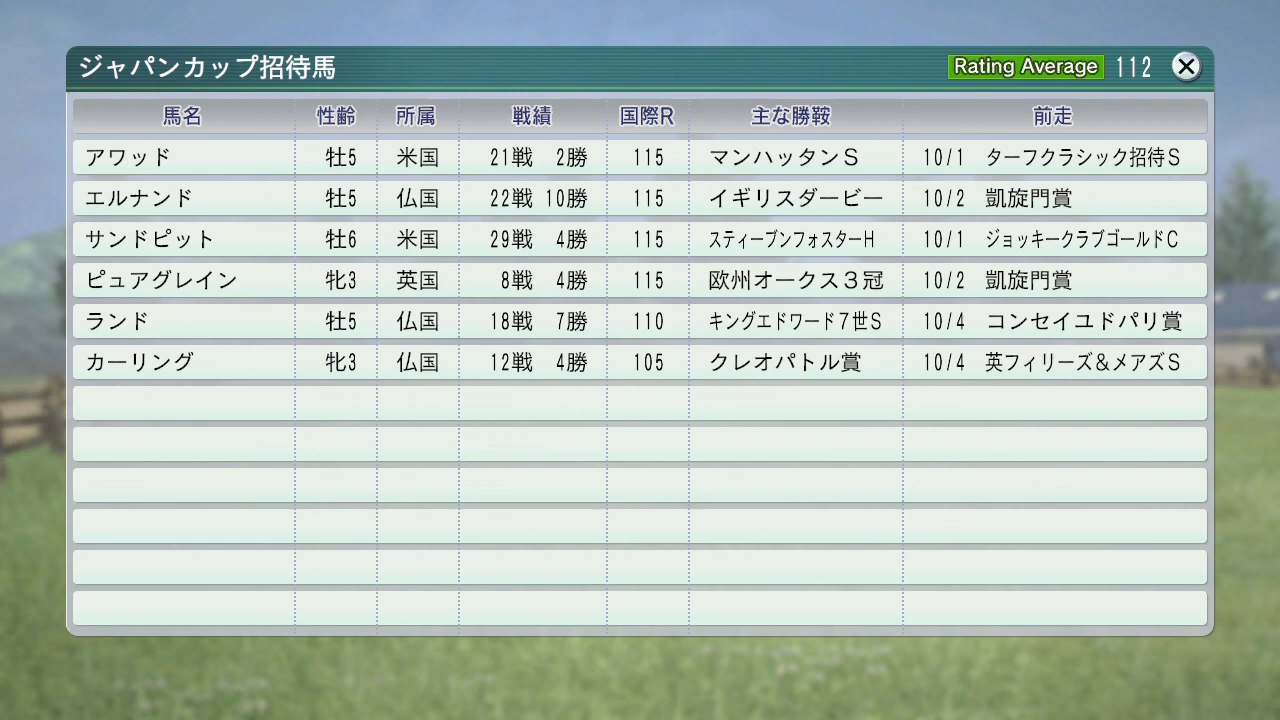 ジャパンカップ招待馬 Rating Average 112
馬名 性齢 所属 戦績 国際R 主な勝鞍 前走
アワッド 牡5 米国 21戦 2勝 115 マンハッタンS 10/1 ターフクラシック招待S
エルナンド 牡5 仏国 22戦 10勝 115 イギリスダービー 10/2 凱旋門賞
サンドピット 牡6 米国 29戦 4勝 115 スティーブンフォスターH 10/1 ジョッキークラブゴールドC
ピュアグレイン 牝3 英国 8戦 4勝 115 欧州オークス3冠 10/2 凱旋門賞
ランド 牡5 仏国 18戦 7勝 110 キングエドワード7世S 10/4 コンセイユドパリ賞
カーリング 牝3 仏国 12戦 4勝 105 クレオパトル賞 10/4 英フィリーズ&メアズS